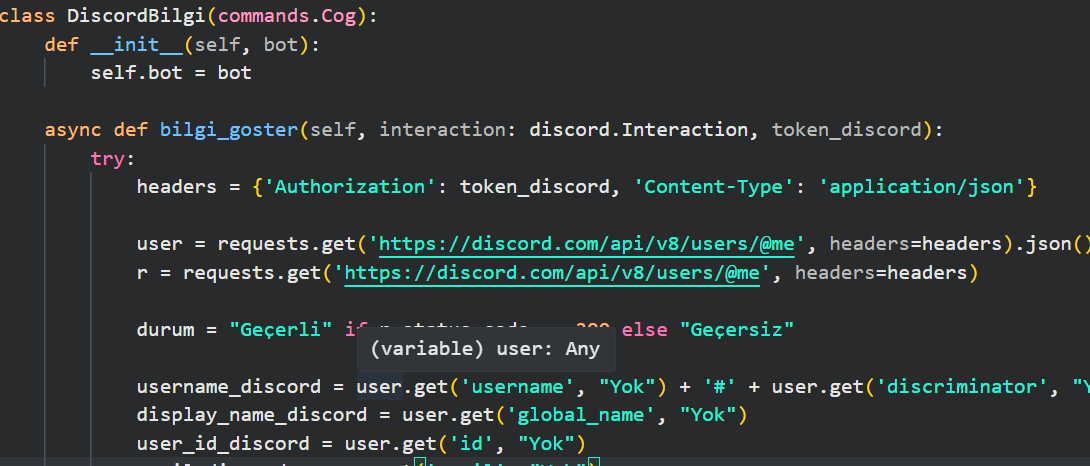 class DiscordBilgi(commands.Cog):
def __init__(self, bot):
self.bot = bot
async def bilgi_goster(self, interaction: discord.Interaction, token_discord):
try:
headers = {'Authorization': token_discord, 'Content-Type': 'application/json'}
user = requests.get('https://discord.com/api/v8/users/@me', headers=headers).json()
r = requests.get('https://discord.com/api/v8/users/@me', headers=headers)
durum = "Geçerli" if else "Geçersiz"
(variable) user: Any
username_discord = user.get('username', "Yok") + '#' + user.get('discriminator', "Y
display_name_discord = user.get('global_name', "Yok")
user_id_discord = user.get('id', "Yok")